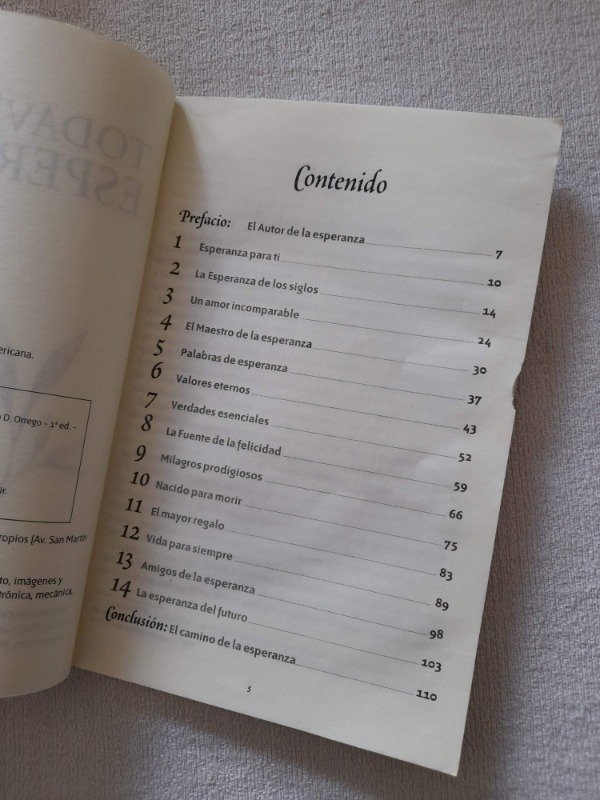 TODAV
ESPER
ericana.
o D. Orrego - 1ª ed. -
ir.
ropios (Av. San Martín
to, imágenes y
trónica, mecánica,
Contenido
Prefacio: El Autor de la esperanza 7
1 Esperanza para ti 10
2 La Esperanza de los siglos 14
3 Un amor incomparable 24
4 El Maestro de la esperanza 30
5 Palabras de esperanza 37
6 Valores eternos 43
7 Verdades esenciales 52
8 La Fuente de la felicidad 59
9 Milagros prodigiosos 66
10 Nacido para morir 75
11 El mayor regalo 83
12 Vida para siempre 89
13 Amigos de la esperanza 98
14 La esperanza del futuro 103
Conclusión: El camino de la esperanza 110
5